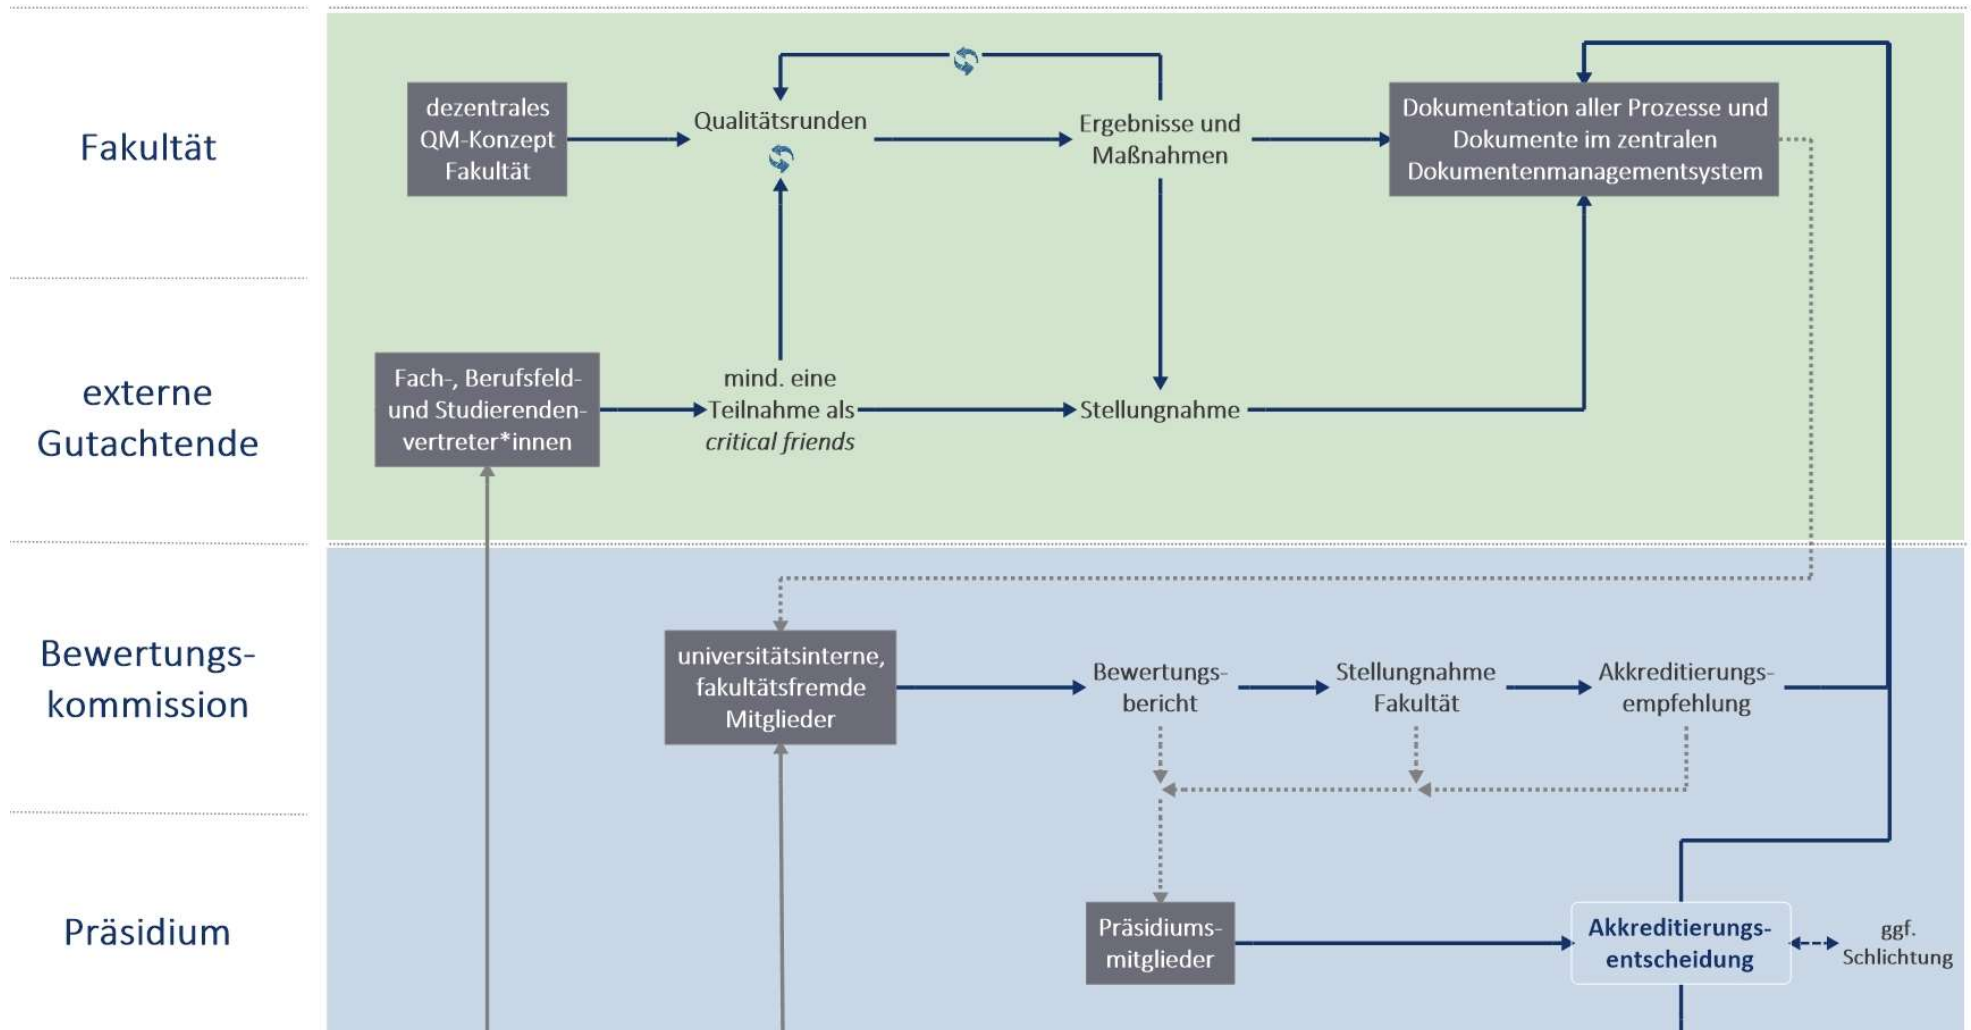 Fakultät
dezentrales
QM-Konzept
Fakultät
Qualitätsrunden
Ergebnisse und
Maßnahmen
Dokumentation aller Prozesse und
Dokumente im zentralen
Dokumentenmanagementsystem
externe
Gutachtende
Fach-, Berufsfeld-
und Studierenden-
vertreter*innen
mind. eine
Teilnahme als
critical friends
Stellungnahme
Bewertungs-
kommission
universitätsinterne,
fakultätsfremde
Mitglieder
Bewertungs-
bericht
Stellungnahme
Fakultät
Akkreditierungs-
empfehlung
Präsidium
Präsidiums-
mitglieder
Akkreditierungs-
entscheidung
ggf.
Schlichtung